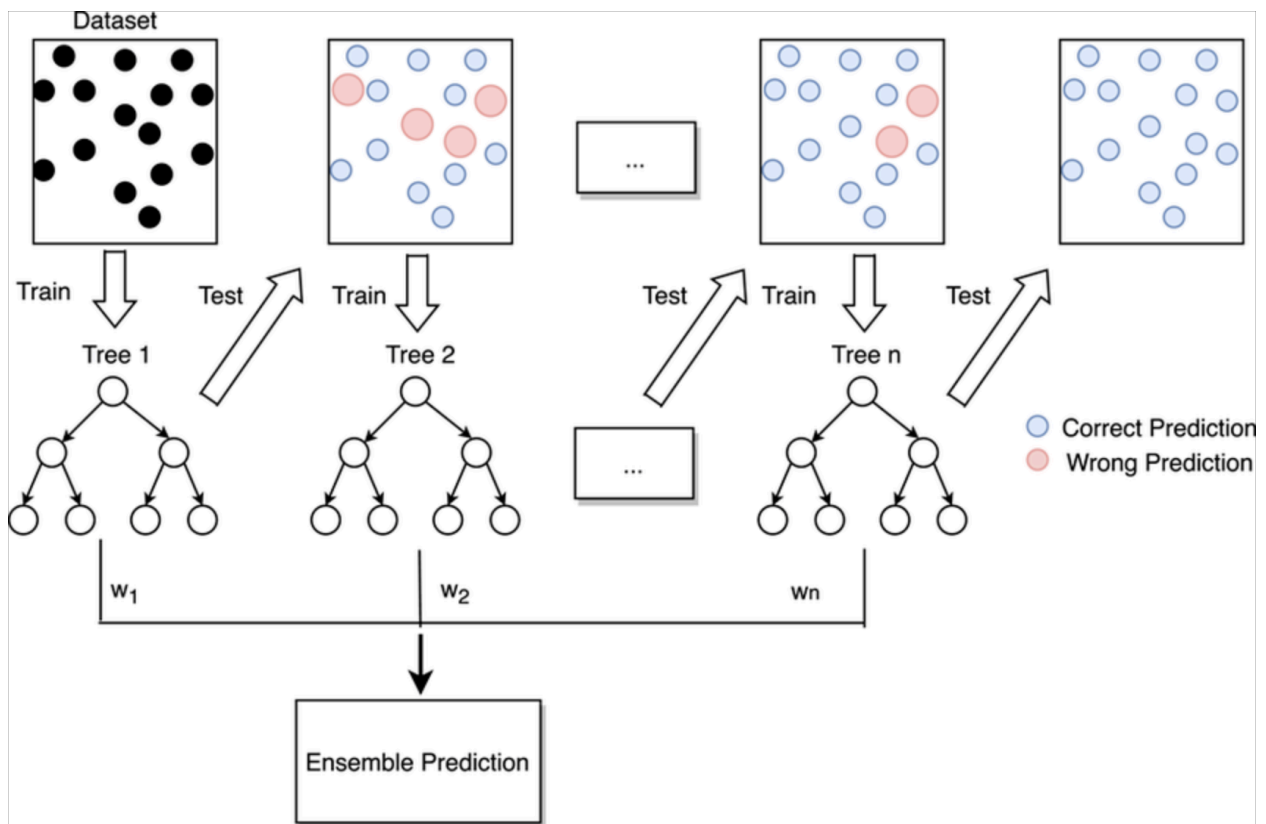 Dataset
...
Train
Test
Train
Test
Train
Test
Tree 1
Tree 2
Tree n
Correct Prediction
Wrong Prediction
...
w1
w2
wn
Ensemble Prediction